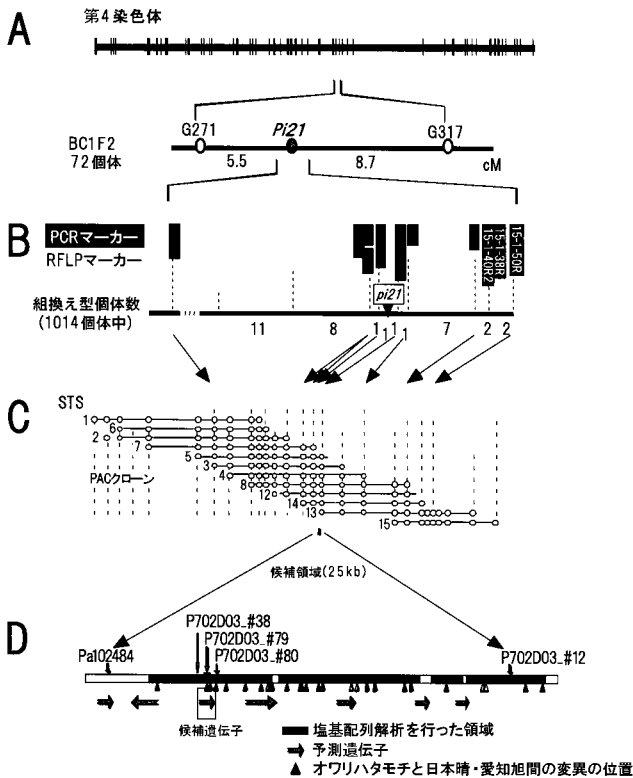 A
第4染色体
BC1F2
72個体
G271
Pi21
G317
5.5
8.7
cM
B
PCRマーカー
RFLPマーカー
15-1-40R2
15-1-38R
15-1-50R
pi21
組換え型個体数
(1014個体中)
11
8
1
1
1
1
7
2
2
C
STS
1
6
2
7
5
3
4
8
12
14
13
15
PACクローン
候補領域(25kb)
D
P702D03_#38
P702D03_#79
P702D03_#80
Pa102484
P702D03_#12
候補遺伝子
塩基配列解析を行った領域
予測遺伝子
オワリハタモチと日本晴・愛知旭間の変異の位置